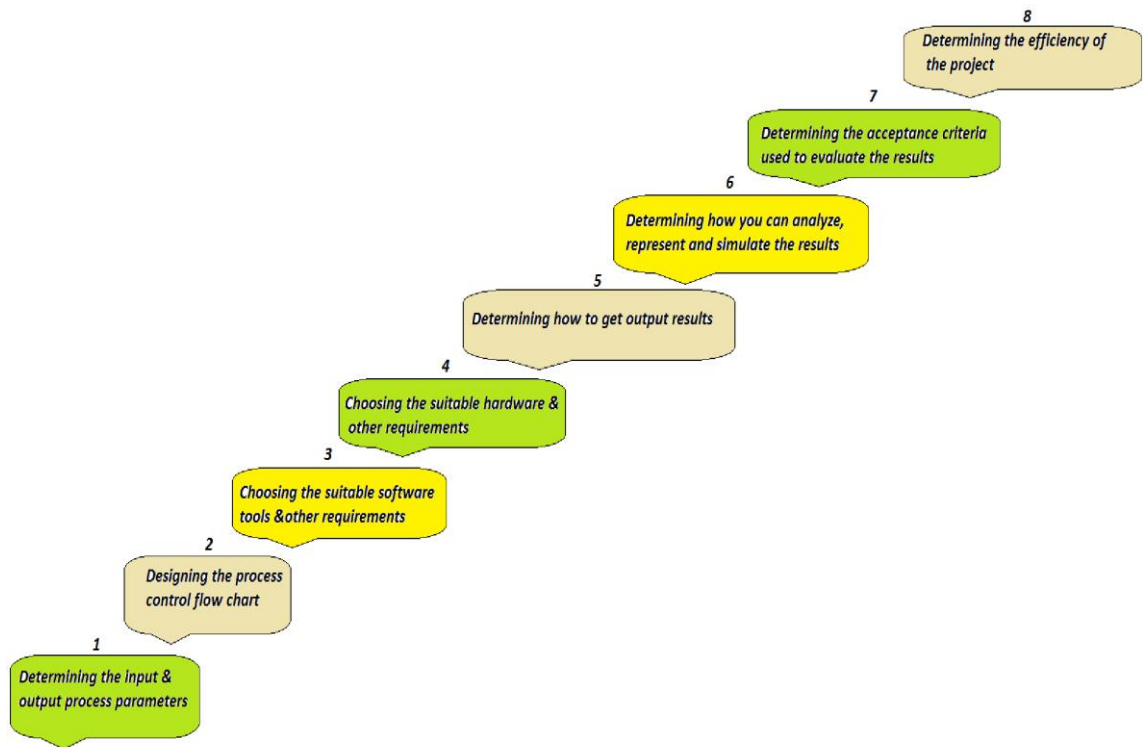 8
Determining the efficiency of
the project
7
Determining the acceptance criteria
used to evaluate the results
6
Determining how you can analyze,
represent and simulate the results
5
Determining how to get output results
4
Choosing the suitable hardware &
other requirements
3
Choosing the suitable software
tools &other requirements
2
Designing the process
control flow chart
1
Determining the input &
output process parameters